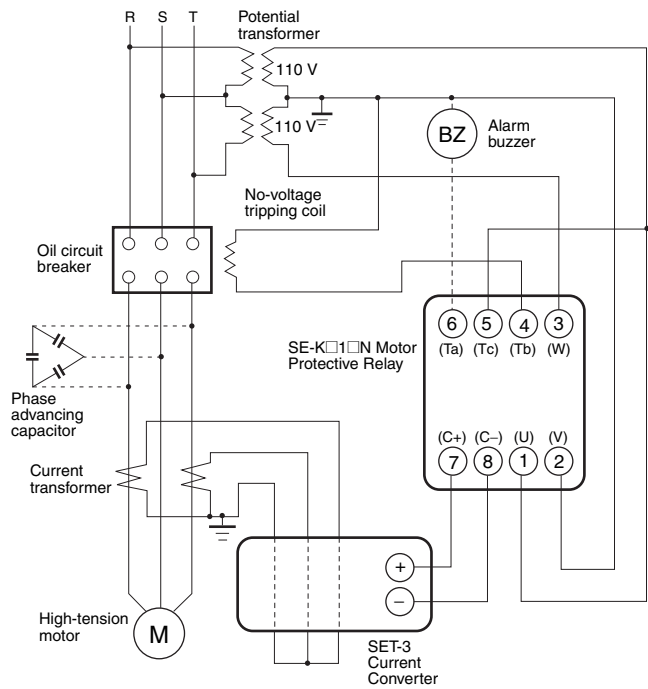 R S T
Potential
transformer
110 V
110 V
BZ
Alarm
buzzer
No-voltage
tripping coil
Oil circuit
breaker
6 5 4 3
(Ta) (Tc) (Tb) (W)
SE-K□1□N Motor
Protective Relay
Phase
advancing
capacitor
(C+) (C−) (U) (V)
7 8 1 2
Current
transformer
+
−
High-tension
motor
M
SET-3
Current
Converter